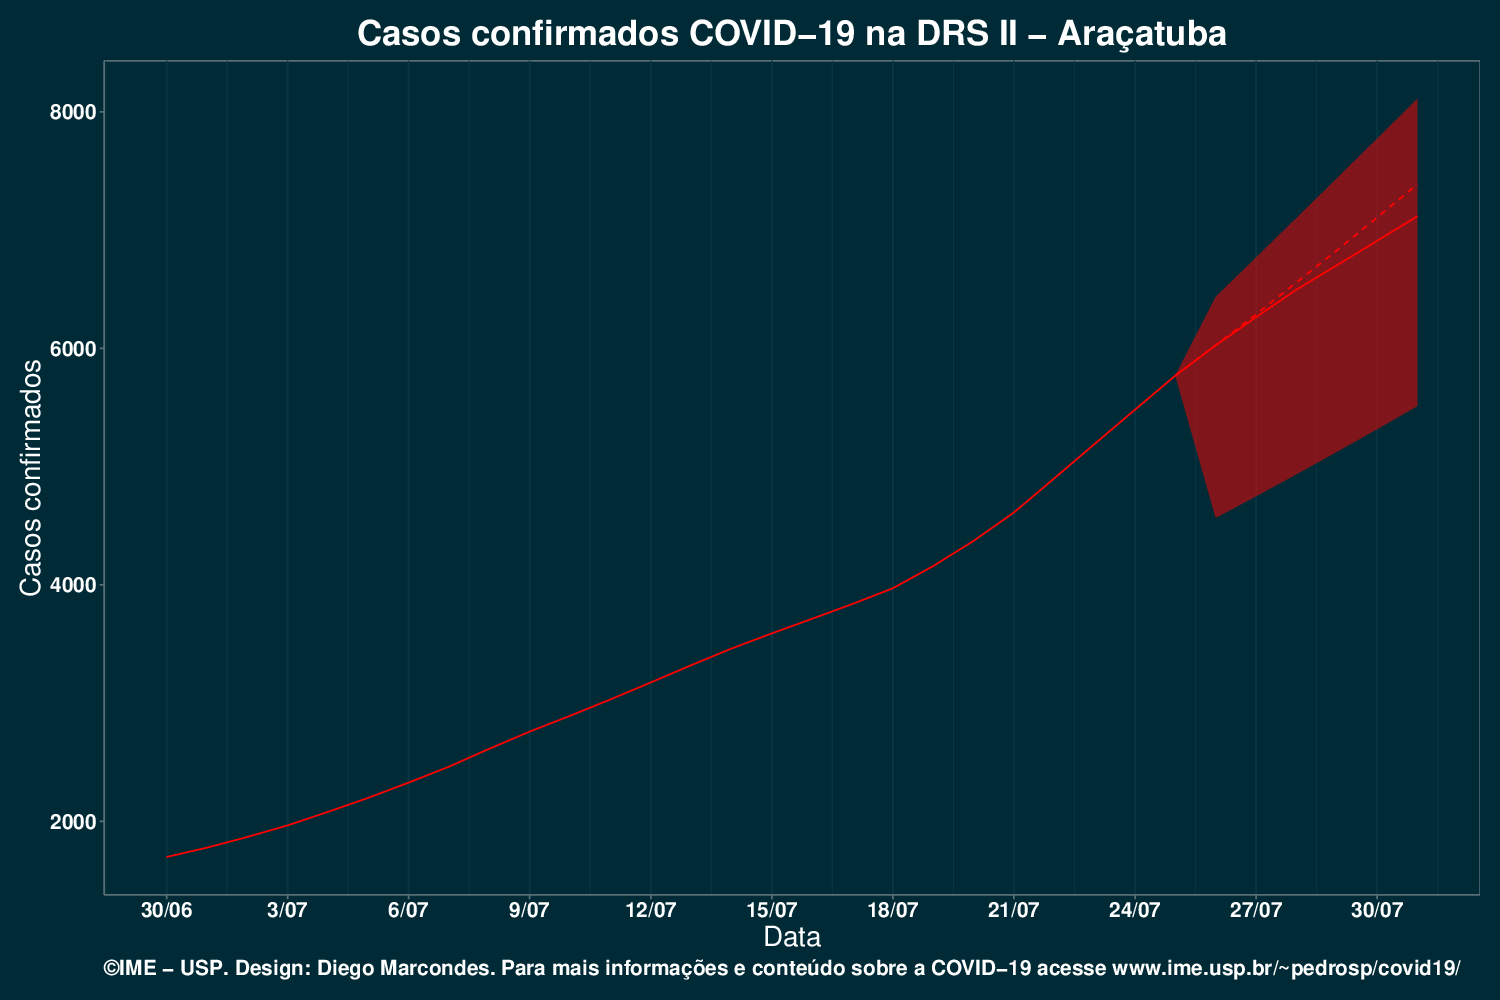 Casos confirmados COVID−19 na DRS II − Araçatuba
8000
6000
4000
2000
Casos confirmados
30/06 3/07 6/07 9/07 12/07 15/07 18/07 21/07 24/07 27/07 30/07
Data
©IME − USP. Design: Diego Marcondes. Para mais informações e conteúdo sobre a COVID−19 acesse www.ime.usp.br/~pedrosp/covid19/